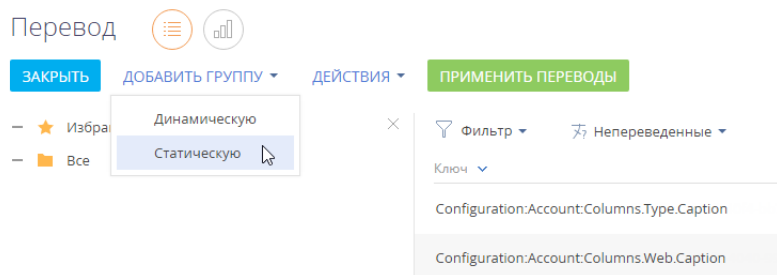 Перевод
ЗАКРЫТЬ ДОБАВИТЬ ГРУППУ ДЕЙСТВИЯ ПРИМЕНИТЬ ПЕРЕВОДЫ
Динамическую
Статическую
Избра
Все
Фильтр Непереведенные
Ключ
Configuration:Account:Columns.Type.Caption
Configuration:Account:Columns.Web.Caption